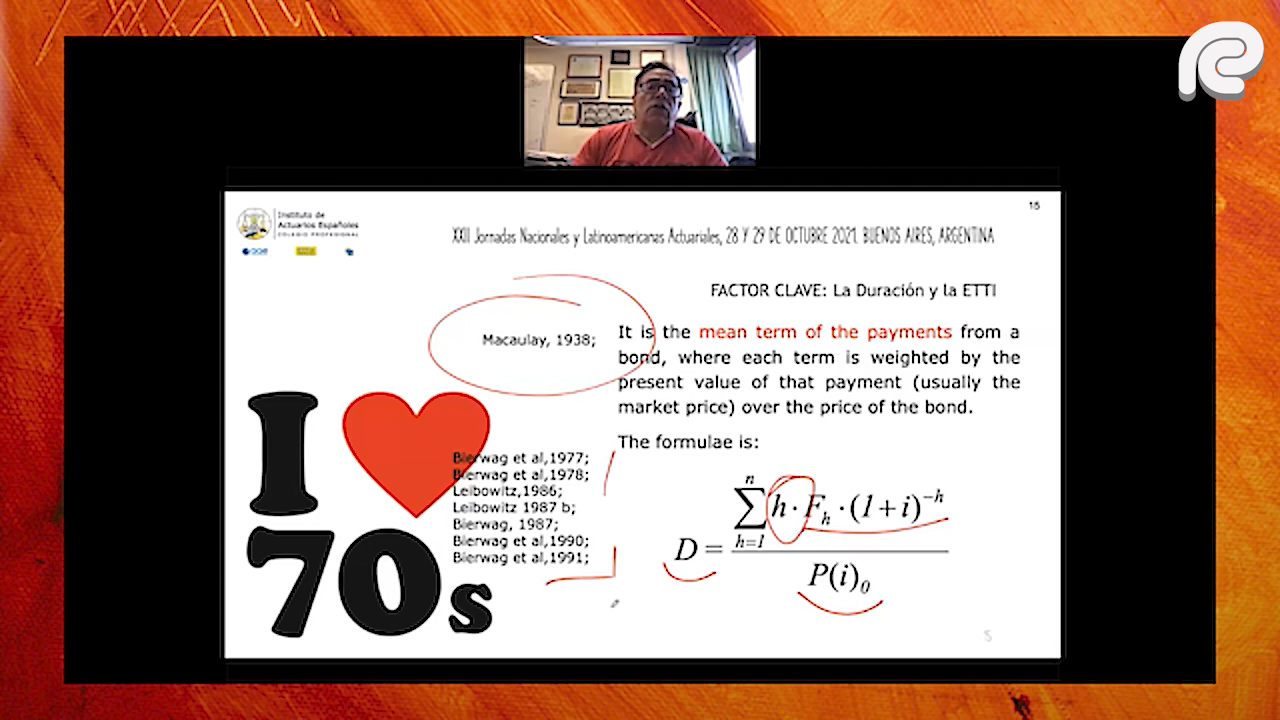 Instituto de
Actuarios Españoles
COLEGIO PROFESIONAL
15
XXII Jornadas Nacionales y Latinoamericanas Actuariales, 28 Y 29 DE OCTUBRE 2021. BUENOS AIRES, ARGENTINA
FACTOR CLAVE: La Duración y la ETTI
Macaulay, 1938;
It is the mean term of the payments from a
bond, where each term is weighted by the
present value of that payment (usually the
market price) over the price of the bond.
The formulae is:
I
70s
Bierwag et al,1977;
Bierwag et al,1978;
Leibowitz,1986;
Leibowitz 1987 b;
Bierwag, 1987;
Bierwag et al,1990;
Bierwag et al,1991;
n
∑ h · Fₕ · (1+i)⁻ʰ
h=1
D =
P(i)₀
5